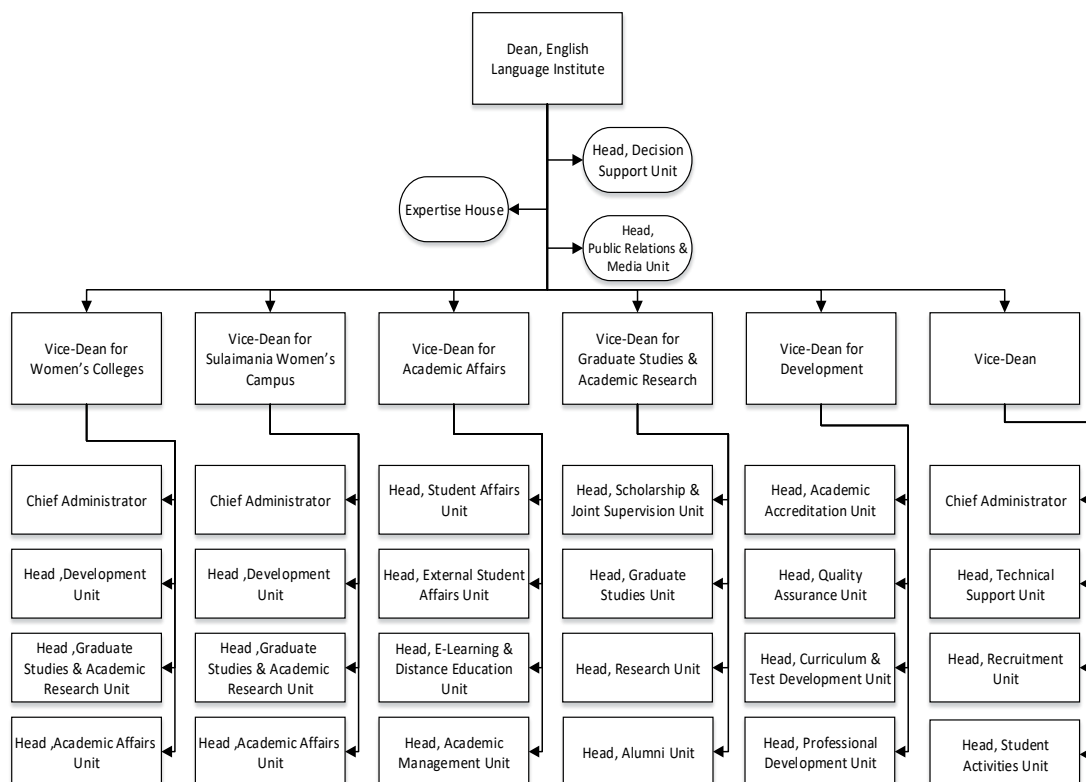 Dean, English
Language Institute
Head, Decision
Support Unit
Expertise House
Head,
Public Relations &
Media Unit
Vice-Dean for
Women's Colleges
Vice-Dean for
Sulaimania Women's
Campus
Vice-Dean for
Academic Affairs
Vice-Dean for
Graduate Studies &
Academic Research
Vice-Dean for
Development
Vice-Dean
Chief Administrator
Chief Administrator
Head, Student Affairs
Unit
Head, Scholarship &
Joint Supervision Unit
Head, Academic
Accreditation Unit
Chief Administrator
Head ,Development
Unit
Head ,Development
Unit
Head, External Student
Affairs Unit
Head, Graduate
Studies Unit
Head, Quality
Assurance Unit
Head, Technical
Support Unit
Head ,Graduate
Studies & Academic
Research Unit
Head ,Graduate
Studies & Academic
Research Unit
Head, E-Learning &
Distance Education
Unit
Head, Research Unit
Head, Curriculum &
Test Development Unit
Head, Recruitment
Unit
Head ,Academic Affairs
Unit
Head ,Academic Affairs
Unit
Head, Academic
Management Unit
Head, Alumni Unit
Head, Professional
Development Unit
Head, Student
Activities Unit